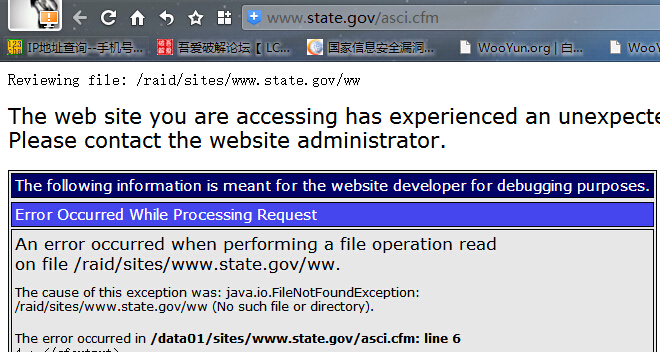 www.state.gov/asci.cfm
IP地址查询--手机号... 吾爱破解论坛【 LC... 国家信息安全漏洞... WooYun.org | 白... WooY
Reviewing file: /raid/sites/www.state.gov/ww
The web site you are accessing has experienced an unexpecte
Please contact the website administrator.
The following information is meant for the website developer for debugging purposes.
Error Occurred While Processing Request
An error occurred when performing a file operation read
on file /raid/sites/www.state.gov/ww.
The cause of this exception was: java.io.FileNotFoundException:
/raid/sites/www.state.gov/ww (No such file or directory).
The error occurred in /data01/sites/www.state.gov/asci.cfm: line 6